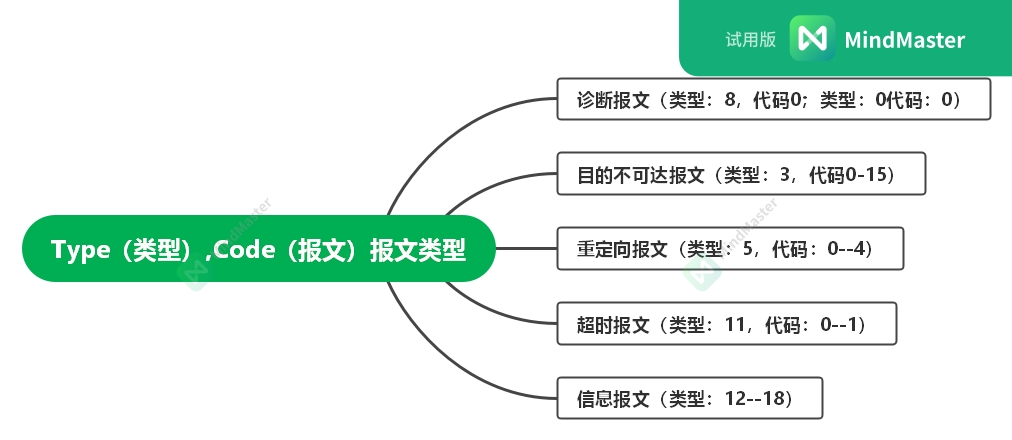 试用版 MindMaster
诊断报文（类型：8，代码0；类型：0代码：0）
目的不可达报文（类型：3，代码0-15）
Type（类型）,Code（报文）报文类型
重定向报文（类型：5，代码：0--4）
超时报文（类型：11，代码：0--1）
信息报文（类型：12--18）
MindMaster
MindMaster